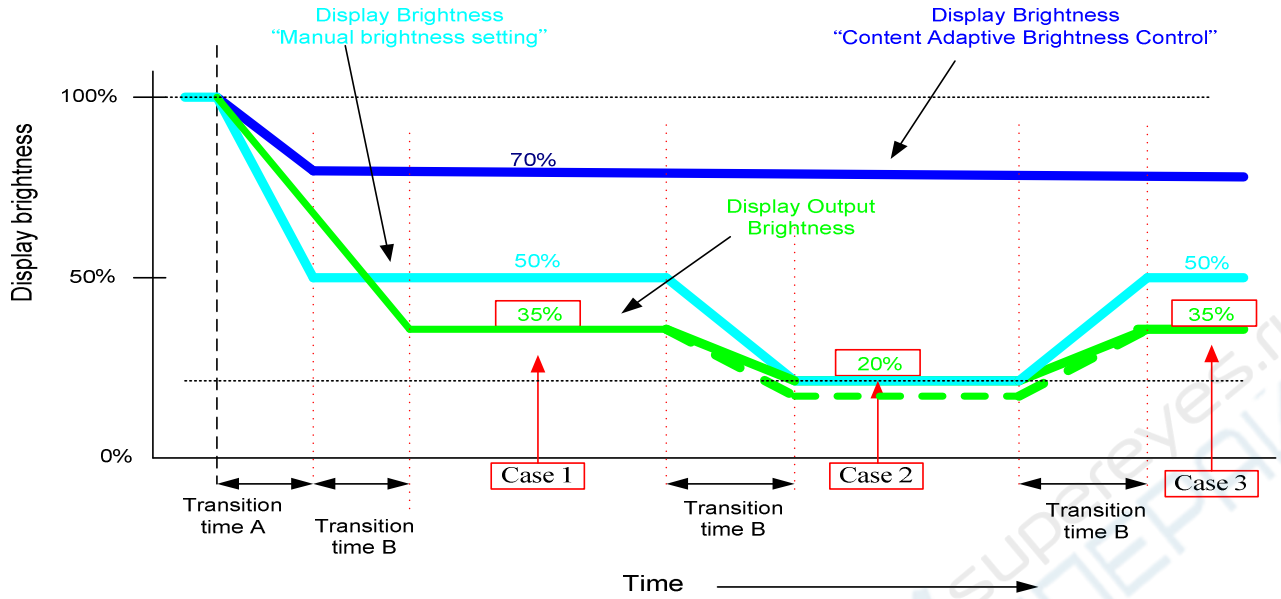 Display Brightness
“Manual brightness setting”
Display Brightness
“Content Adaptive Brightness Control”
100%
70%
Display Output
Brightness
50%
50%
50%
35%
35%
20%
0%
Display brightness
Case 1
Case 2
Case 3
Transition
time A
Transition
time B
Transition
time B
Transition
time B
Time
supereyes.ru